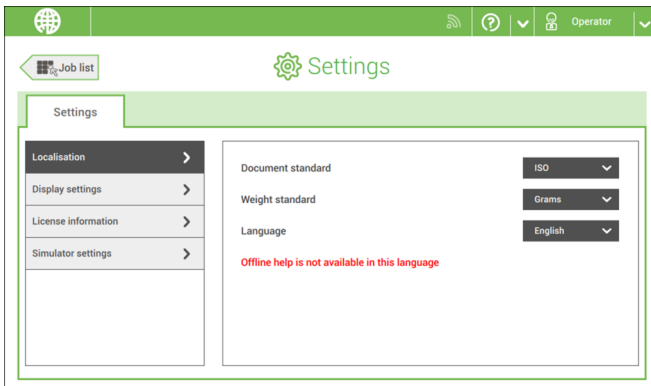 Operator
Job list
Settings
Settings
Localisation
Display settings
License information
Simulator settings
Document standard
ISO
Weight standard
Grams
Language
English
Offline help is not available in this language